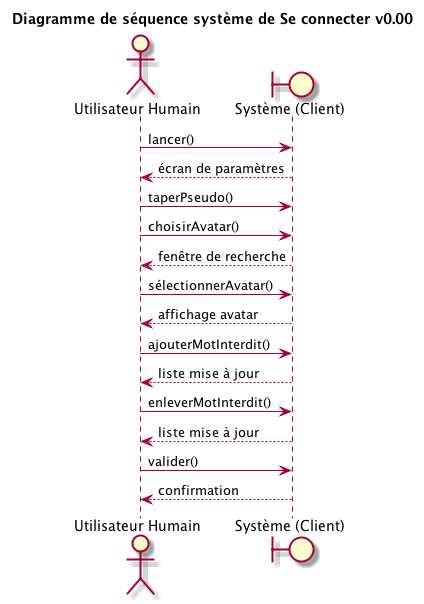 Diagramme de séquence système de Se connecter v0.00
Utilisateur Humain
Système (Client)
lancer()
écran de paramètres
taperPseudo()
choisirAvatar()
fenêtre de recherche
sélectionnerAvatar()
affichage avatar
ajouterMotInterdit()
liste mise à jour
enleverMotInterdit()
liste mise à jour
valider()
confirmation
Utilisateur Humain
Système (Client)